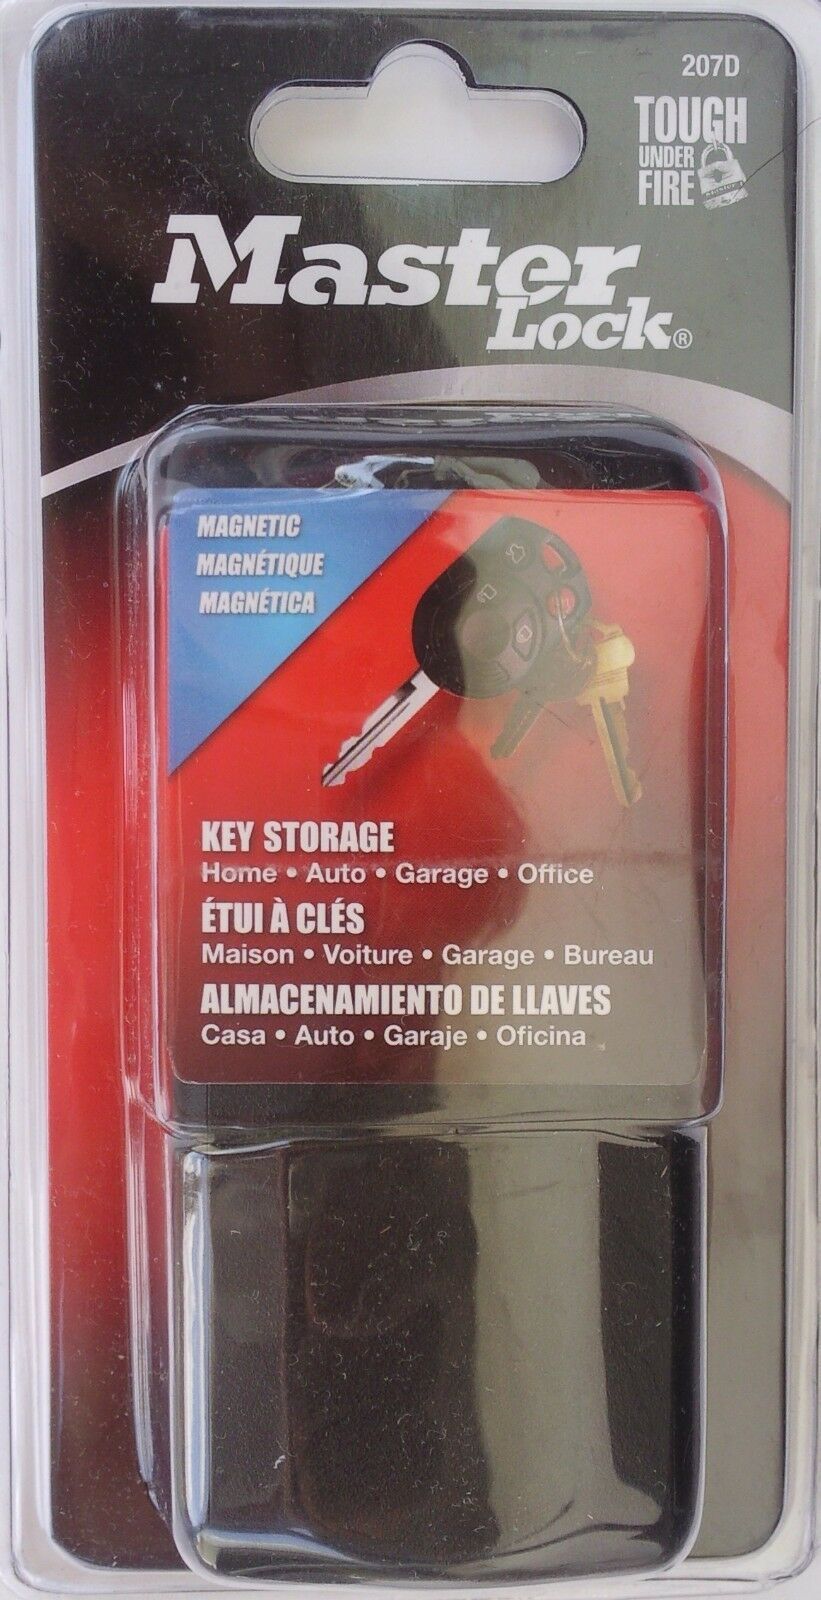 207D
TOUGH
UNDER
FIRE
Master
Lock®
MAGNETIC
MAGNÉTIQUE
MAGNÉTICA
KEY STORAGE
Home • Auto • Garage • Office
ÉTUI À CLÉS
Maison • Voiture • Garage • Bureau
ALMACENAMIENTO DE LLAVES
Casa • Auto • Garaje • Oficina